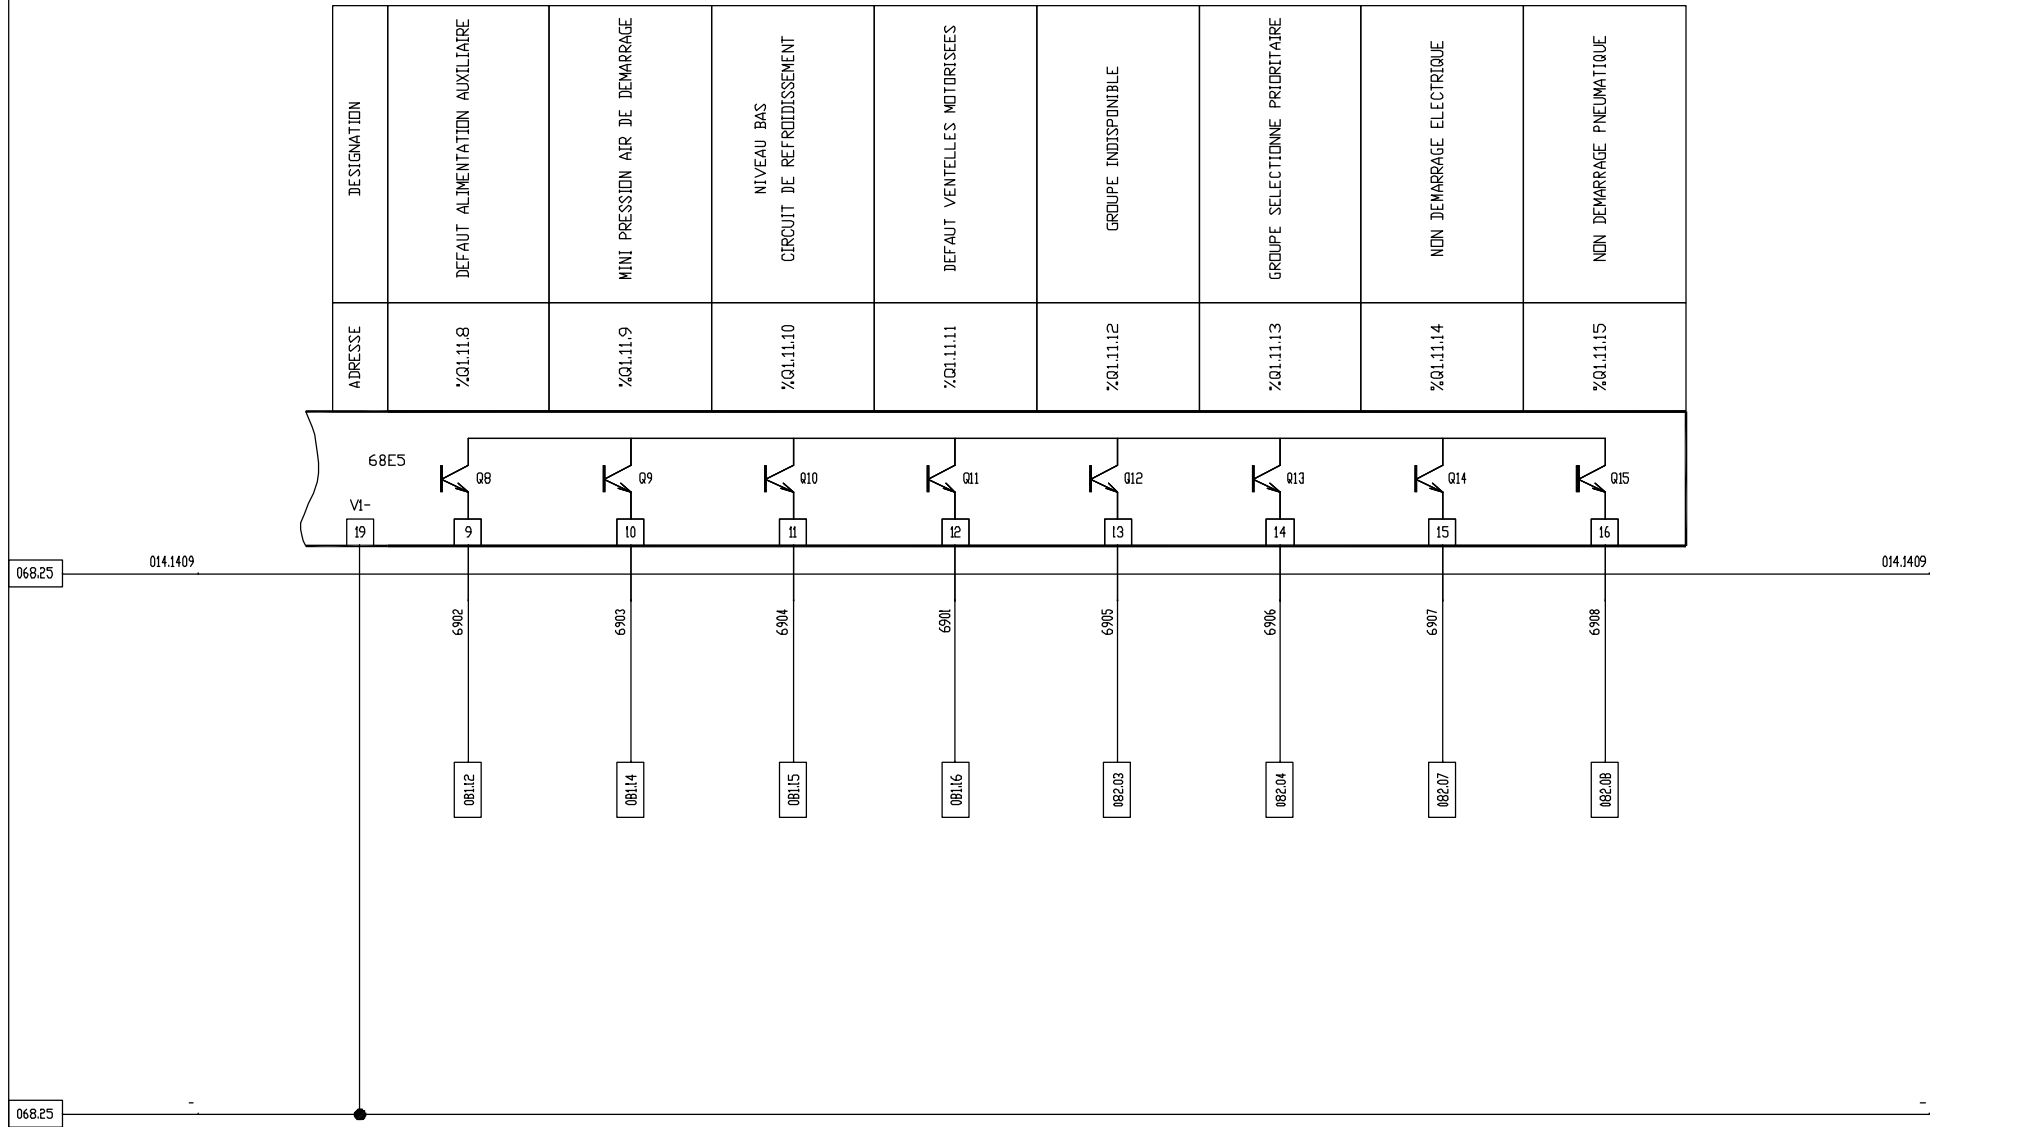 DESIGNATION
DEFAUT ALIMENTATION AUXILIAIRE
MINI PRESSION AIR DE DEMARRAGE
NIVEAU BAS
CIRCUIT DE REFROIDISSEMENT
DEFAUT VENTELLES MOTORISEES
GROUPE INDISPONIBLE
GROUPE SELECTIONNE PRIORITAIRE
NON DEMARRAGE ELECTRIQUE
NON DEMARRAGE PNEUMATIQUE
ADRESSE
%Q1.11.8
%Q1.11.9
%Q1.11.10
%Q1.11.11
%Q1.11.12
%Q1.11.13
%Q1.11.14
%Q1.11.15
68E5
Q8
Q9
Q10
Q11
Q12
Q13
Q14
Q15
V1-
19
9
10
11
12
13
14
15
16
068.25
014.1409
014.1409
6902
6903
6904
6901
6905
6906
6907
6908
081.12
081.14
081.15
081.16
082.03
082.04
082.07
082.08
068.25
-
-